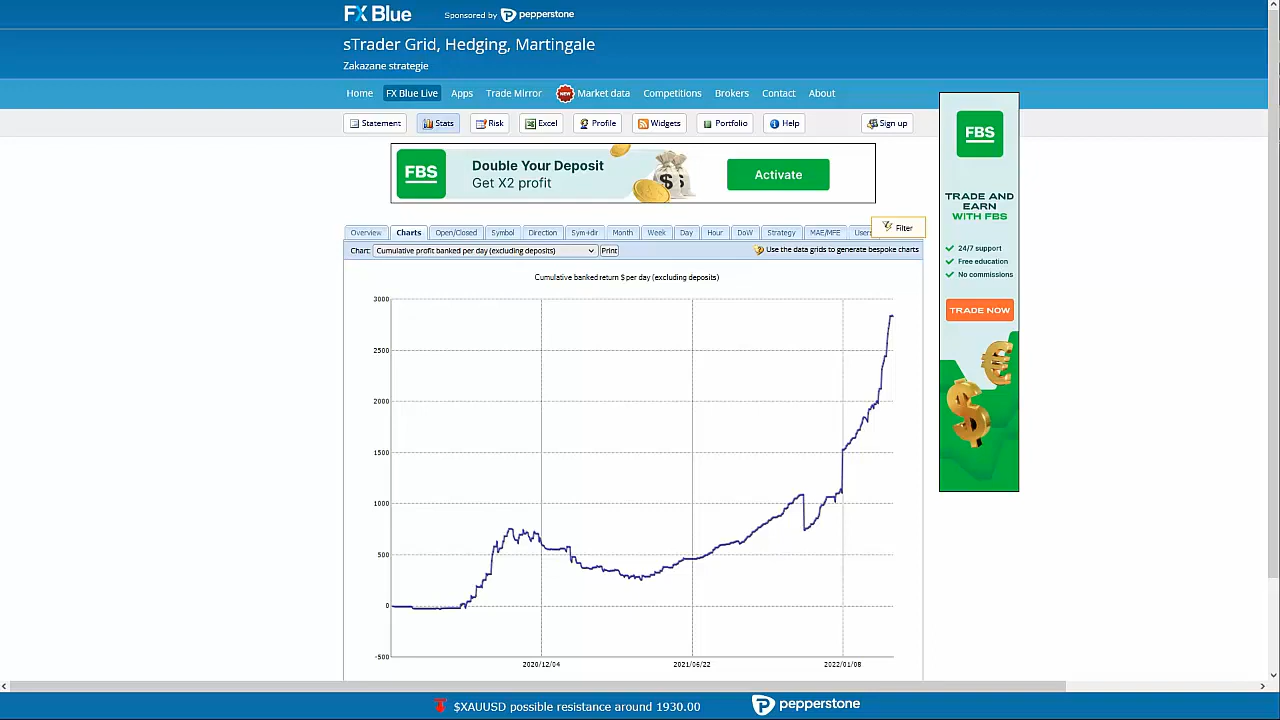 FX Blue Sponsored by pepperstone
sTrader Grid, Hedging, Martingale
Zakazane strategie
Home FX Blue Live Apps Trade Mirror NEW Market data Competitions Brokers Contact About
Statement Stats Risk Excel Profile Widgets Portfolio Help Sign up
FBS
Double Your Deposit
Get X2 profit
Activate
FBS
TRADE AND
EARN
WITH FBS
24/7 support
Free education
No commissions
TRADE NOW
Overview Charts Open/Closed Symbol Direction Sym+dir Month Week Day Hour DoW Strategy MAE/MFE User Filter
Chart: Cumulative profit banked per day (excluding deposits) Print Use the data grids to generate bespoke charts
Cumulative banked return $ per day (excluding deposits)
3000
2500
2000
1500
1000
500
0
-500
2020/12/04 2021/06/22 2022/01/08
$XAUUSD possible resistance around 1930.00 pepperstone